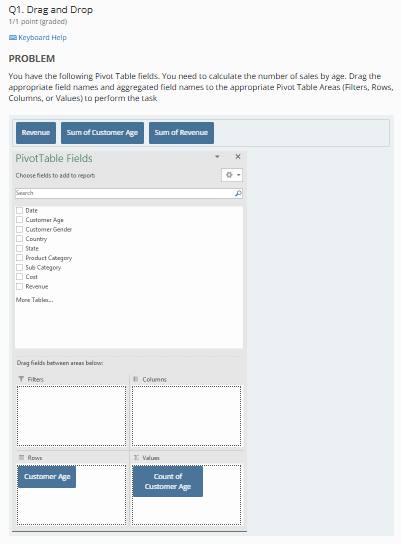 Q1. Drag and Drop
1/1 point (graded)
Keyboard Help
PROBLEM
You have the following Pivot Table fields. You need to calculate the number of sales by age. Drag the
appropriate field names and aggregated field names to the appropriate Pivot Table Areas (Filters, Rows,
Columns, or Values) to perform the task
Revenue
Sum of Customer Age
Sum of Revenue
PivotTable Fields
Choose fields to add to report:
Search
Date
Customer Age
Customer Gender
Country
State
Product Category
Sub Category
Cost
Revenue
More Tables...
Drag fields between areas below:
Filters
Columns
Rows
Values
Customer Age
Count of
Customer Age